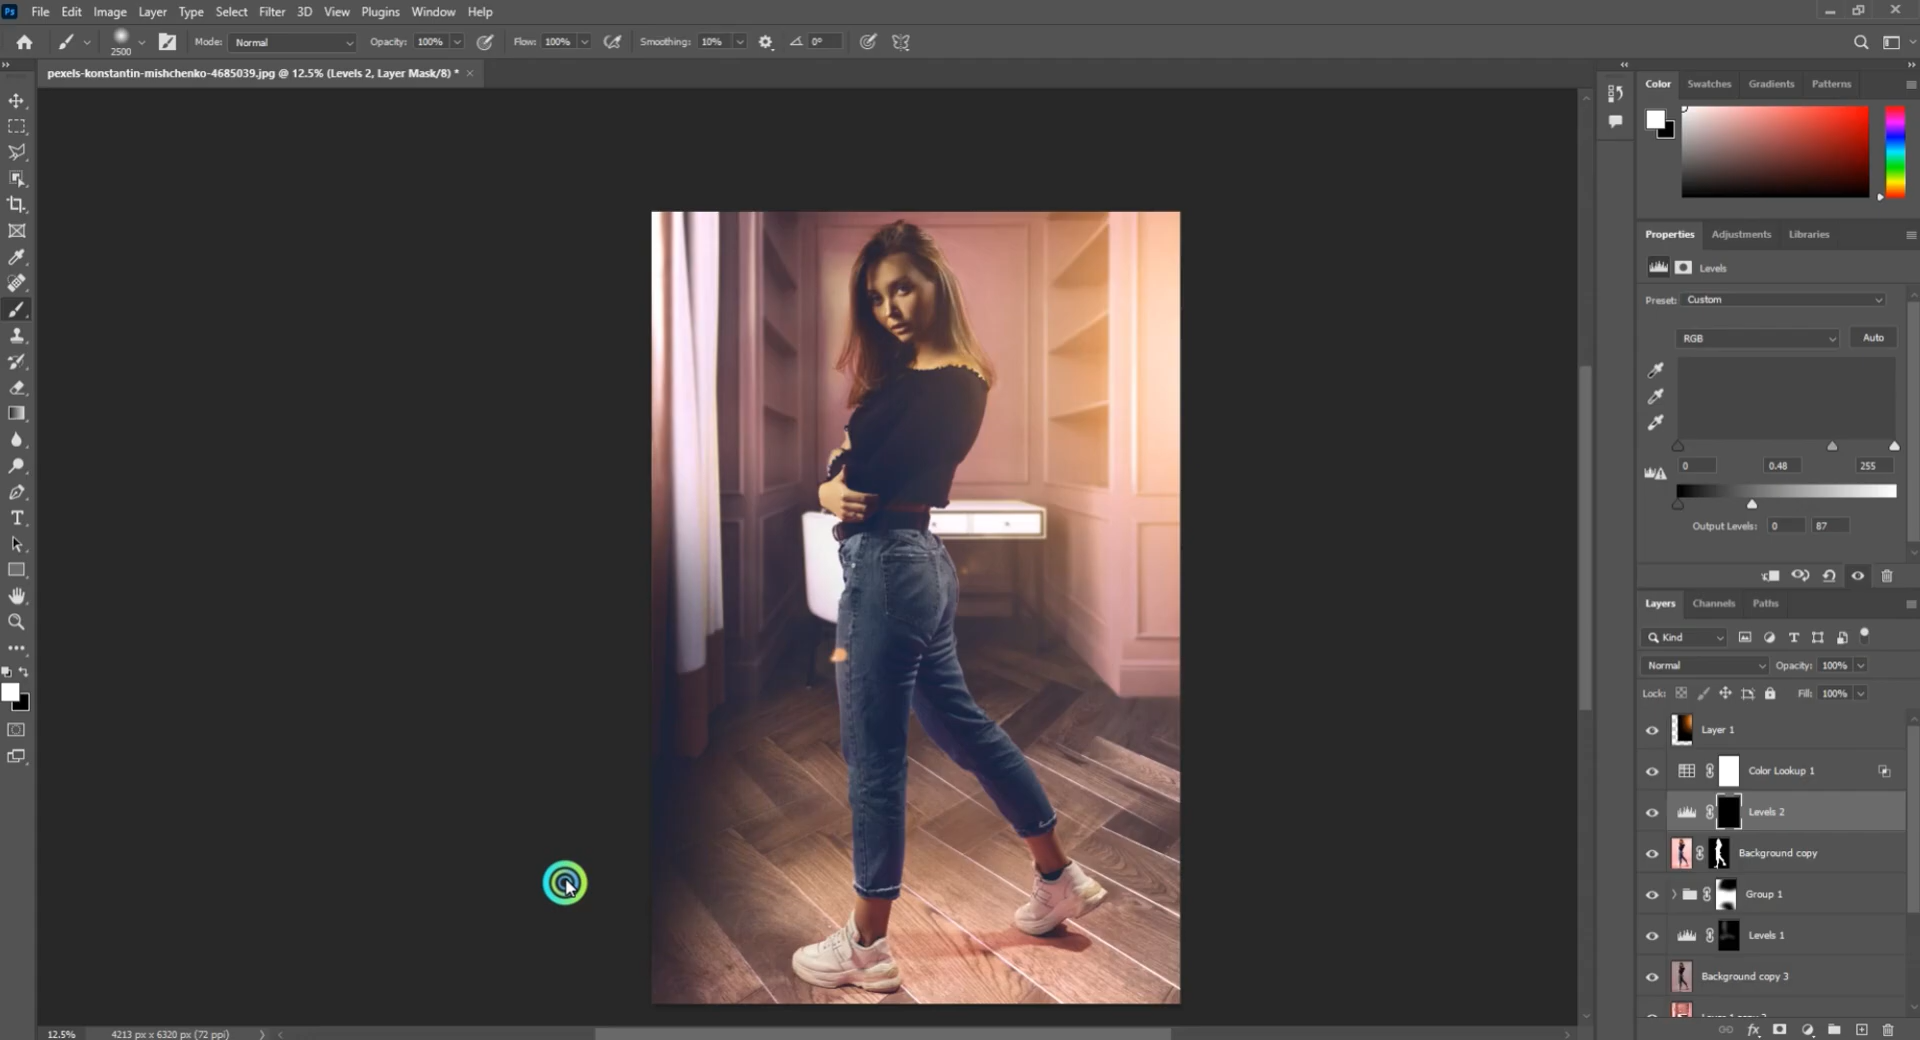 Ps File Edit Image Layer Type Select Filter 3D View Plugins Window Help
2500 Mode: Normal Opacity: 100% Flow: 100% Smoothing: 10% 0°
pexels-konstantin-mishchenko-4685039.jpg @ 12.5% (Levels 2, Layer Mask/8) * ×
Color Swatches Gradients Patterns
Properties Adjustments Libraries
Levels
Preset: Custom
RGB Auto
0 0.48 255
Output Levels: 0 87
Layers Channels Paths
Kind
Normal Opacity: 100%
Lock: Fill: 100%
Layer 1
Color Lookup 1
Levels 2
Background copy
Group 1
Levels 1
Background copy 3
12.5% 4213 px x 6320 px (72 ppi)